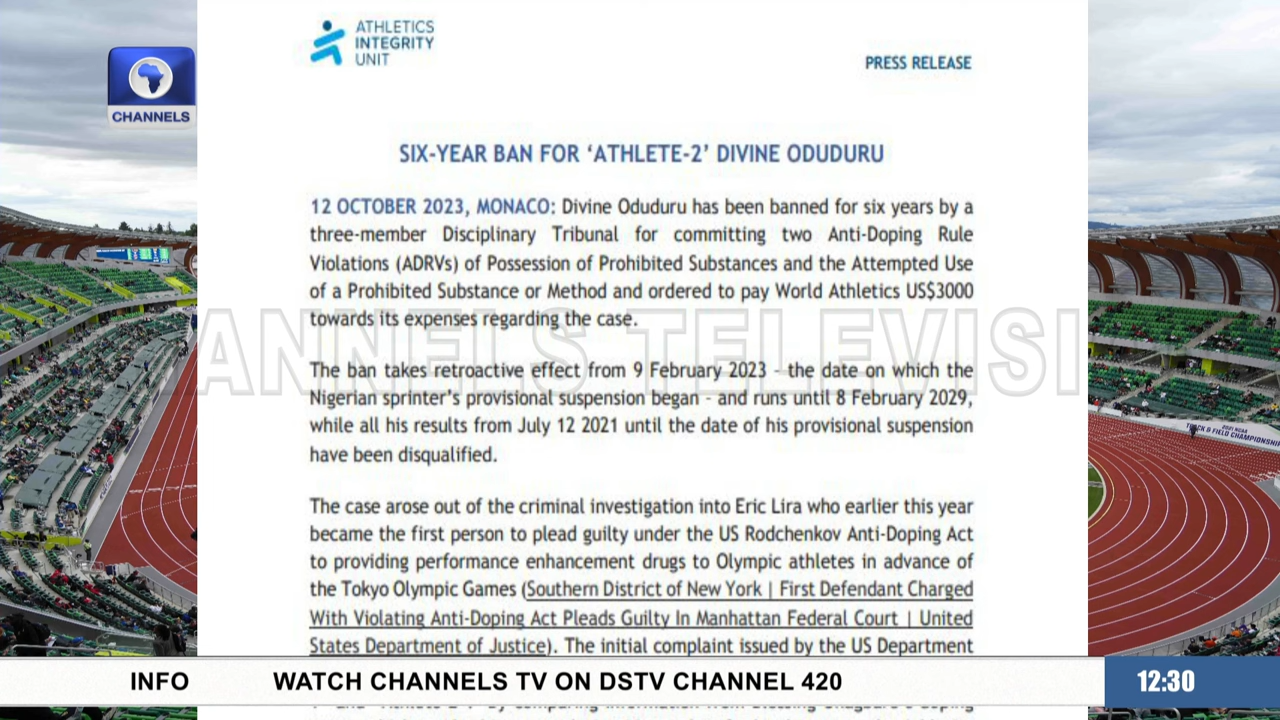 ATHLETICS
INTEGRITY
UNIT
PRESS RELEASE
CHANNELS
SIX-YEAR BAN FOR ‘ATHLETE-2’ DIVINE ODUDURU
12 OCTOBER 2023, MONACO: Divine Oduduru has been banned for six years by a
three-member Disciplinary Tribunal for committing two Anti-Doping Rule
Violations (ADRVs) of Possession of Prohibited Substances and the Attempted Use
of a Prohibited Substance or Method and ordered to pay World Athletics US$3000
towards its expenses regarding the case.
ANNELS TELEVISI
The ban takes retroactive effect from 9 February 2023 - the date on which the
Nigerian sprinter’s provisional suspension began - and runs until 8 February 2029,
while all his results from July 12 2021 until the date of his provisional suspension
have been disqualified.
The case arose out of the criminal investigation into Eric Lira who earlier this year
became the first person to plead guilty under the US Rodchenkov Anti-Doping Act
to providing performance enhancement drugs to Olympic athletes in advance of
the Tokyo Olympic Games (Southern District of New York | First Defendant Charged
With Violating Anti-Doping Act Pleads Guilty In Manhattan Federal Court | United
States Department of Justice). The initial complaint issued by the US Department
2021 NCAA
TRACK & FIELD CHAMPIONSHIP
INFO WATCH CHANNELS TV ON DSTV CHANNEL 420 12:30